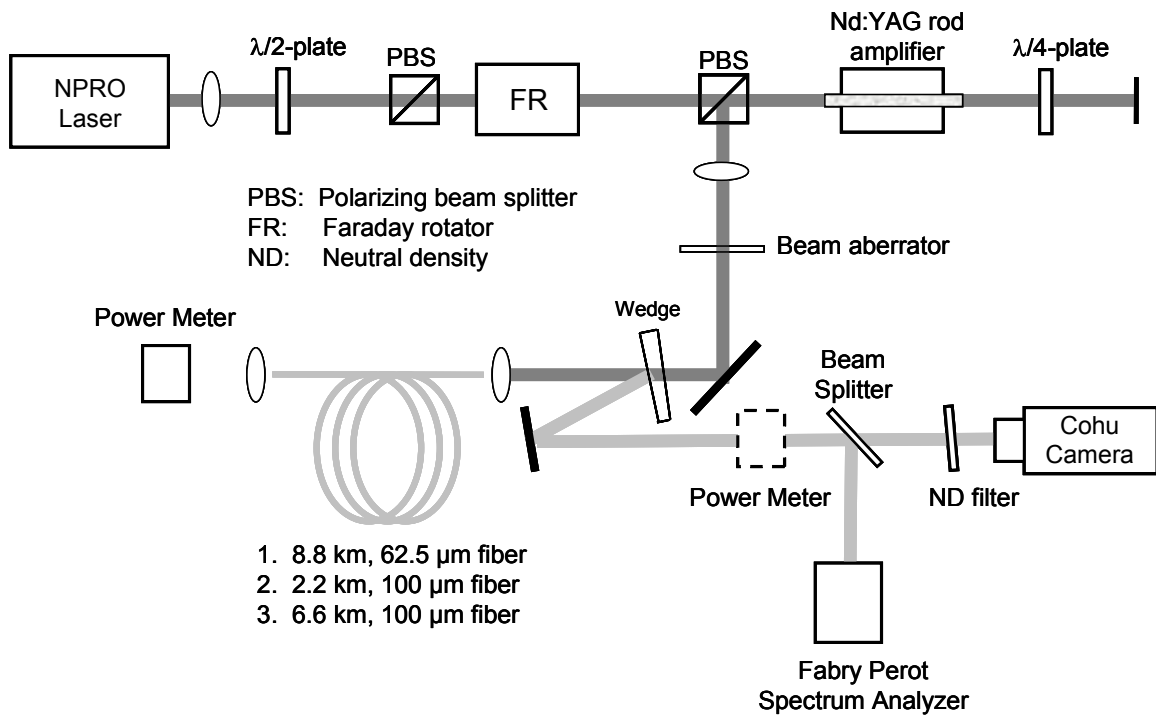 NPRO
Laser
λ/2-plate
PBS
FR
PBS
Nd:YAG rod
amplifier
λ/4-plate
PBS: Polarizing beam splitter
FR: Faraday rotator
ND: Neutral density
Beam aberrator
Power Meter
Wedge
Beam
Splitter
Cohu
Camera
Power Meter
ND filter
1. 8.8 km, 62.5 µm fiber
2. 2.2 km, 100 µm fiber
3. 6.6 km, 100 µm fiber
Fabry Perot
Spectrum Analyzer